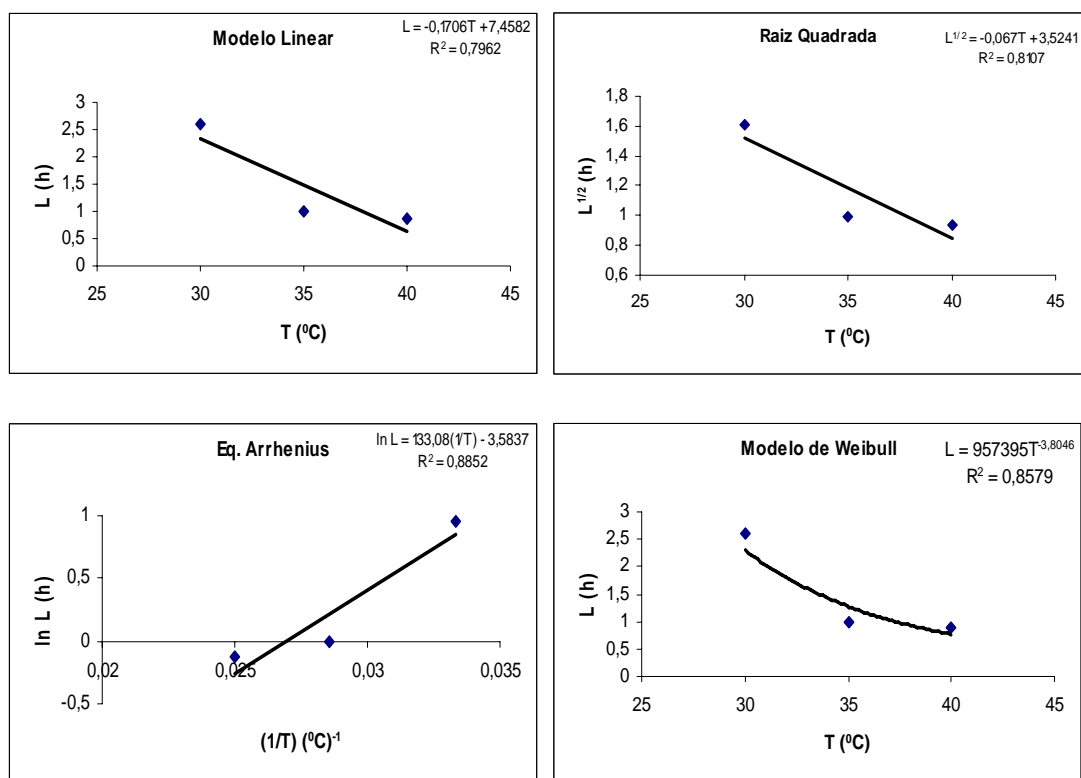 Modelo Linear
L = -0,1706T + 7,4582
R² = 0,7962
3
2,5
2
1,5
1
0,5
0
L (h)
25 30 35 40 45
T (⁰C)
Raiz Quadrada
L¹/² = -0,067T + 3,5241
R² = 0,8107
1,8
1,6
1,4
1,2
1
0,8
0,6
L¹/² (h)
25 30 35 40 45
T (⁰C)
Eq. Arrhenius
ln L = 133,08(1/T) - 3,5837
R² = 0,8852
1
0,5
0
-0,5
ln L (h)
0,02 0,025 0,03 0,035
(1/T) (⁰C)⁻¹
Modelo de Weibull
L = 957395T⁻³,⁸⁰⁴⁶
R² = 0,8579
3
2,5
2
1,5
1
0,5
0
L (h)
25 30 35 40 45
T (⁰C)